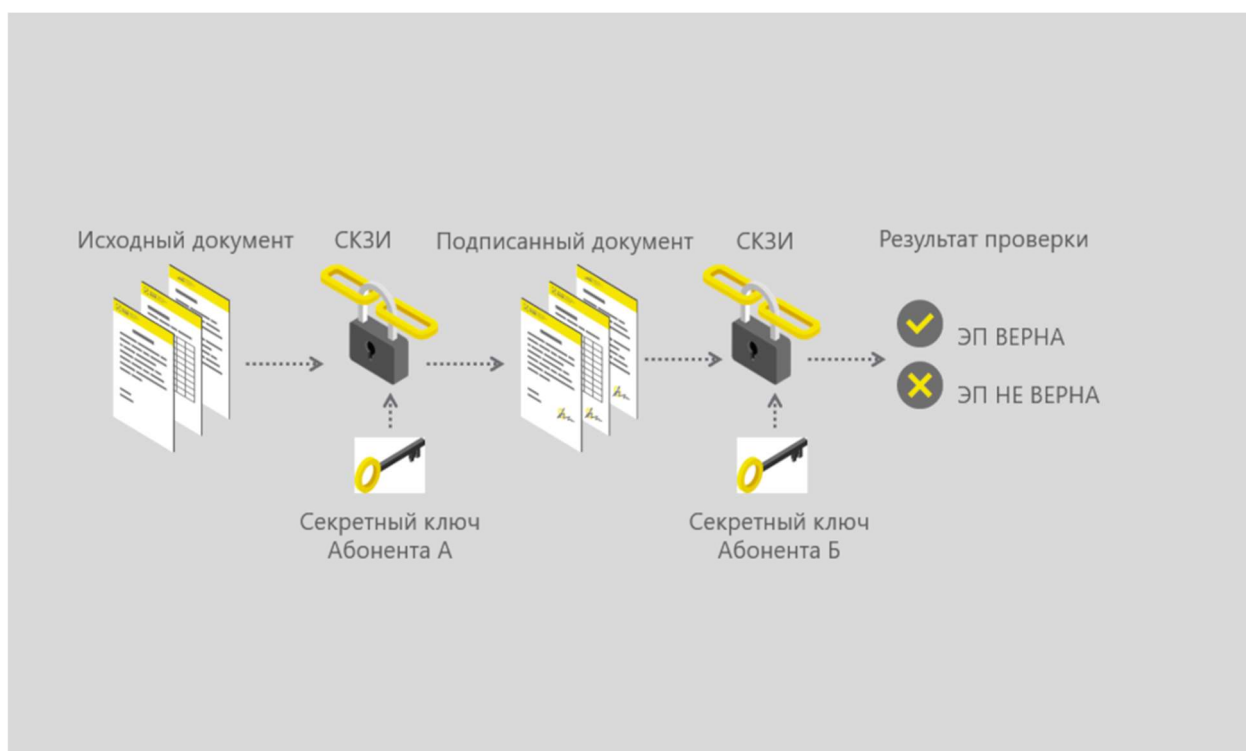 Исходный документ
СКЗИ
Подписанный документ
СКЗИ
Результат проверки
ЭП ВЕРНА
ЭП НЕ ВЕРНА
Секретный ключ
Абонента А
Секретный ключ
Абонента Б